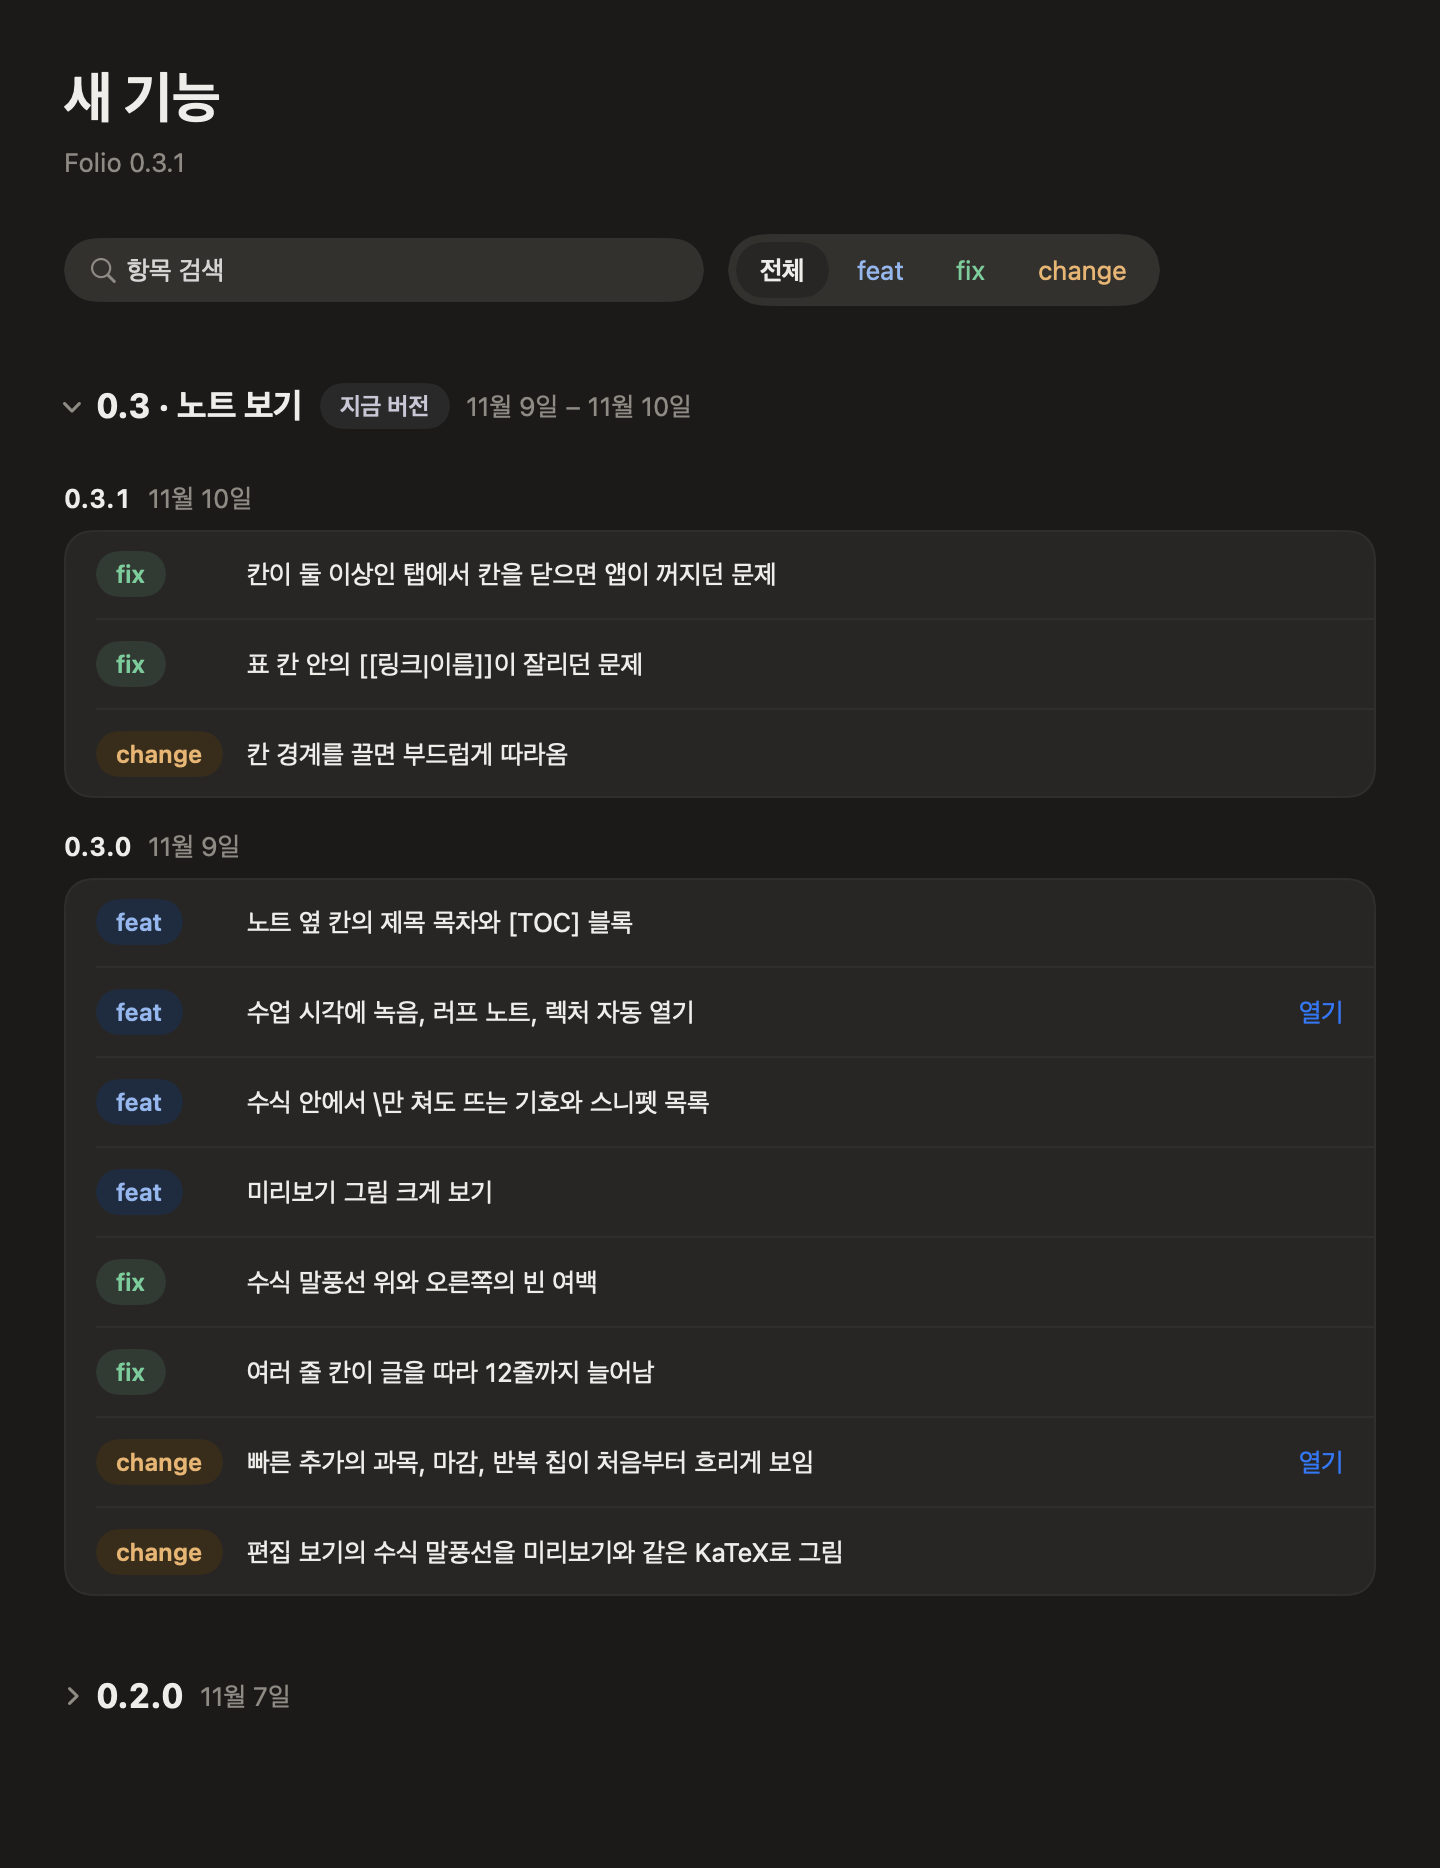 새 기능
Folio 0.3.1
항목 검색
전체 feat fix change
0.3 · 노트 보기 지금 버전 11월 9일 – 11월 10일
0.3.1 11월 10일
fix 칸이 둘 이상인 탭에서 칸을 닫으면 앱이 꺼지던 문제
fix 표 칸 안의 [[링크|이름]]이 잘리던 문제
change 칸 경계를 끌면 부드럽게 따라옴
0.3.0 11월 9일
feat 노트 옆 칸의 제목 목차와 [TOC] 블록
feat 수업 시각에 녹음, 러프 노트, 렉처 자동 열기 열기
feat 수식 안에서 \만 쳐도 뜨는 기호와 스니펫 목록
feat 미리보기 그림 크게 보기
fix 수식 말풍선 위와 오른쪽의 빈 여백
fix 여러 줄 칸이 글을 따라 12줄까지 늘어남
change 빠른 추가의 과목, 마감, 반복 칩이 처음부터 흐리게 보임 열기
change 편집 보기의 수식 말풍선을 미리보기와 같은 KaTeX로 그림
0.2.0 11월 7일